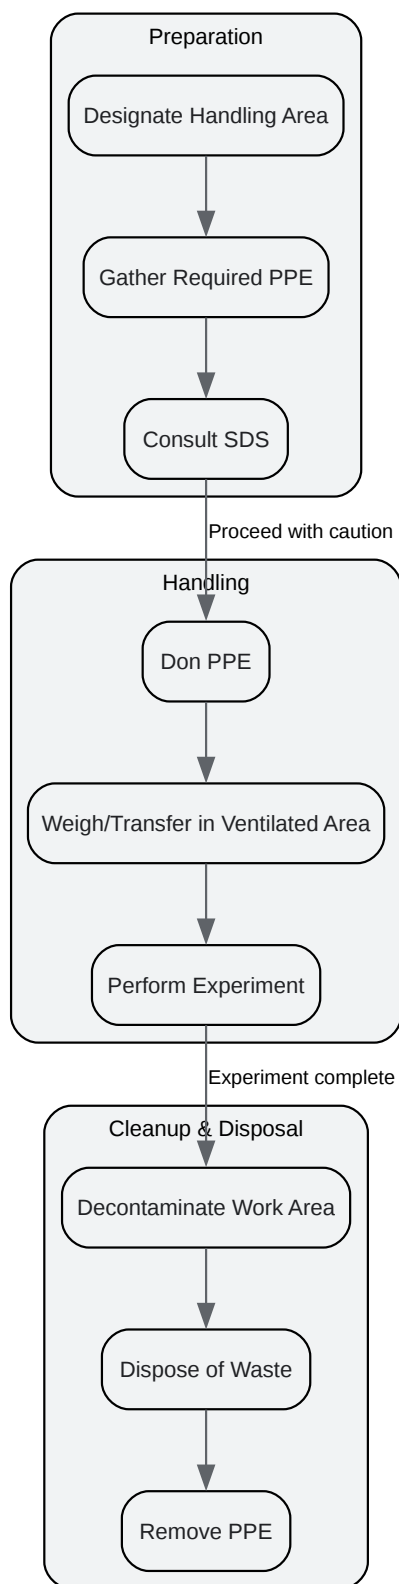 Preparation
Designate Handling Area
Gather Required PPE
Consult SDS
Proceed with caution
Handling
Don PPE
Weigh/Transfer in Ventilated Area
Perform Experiment
Experiment complete
Cleanup & Disposal
Decontaminate Work Area
Dispose of Waste
Remove PPE